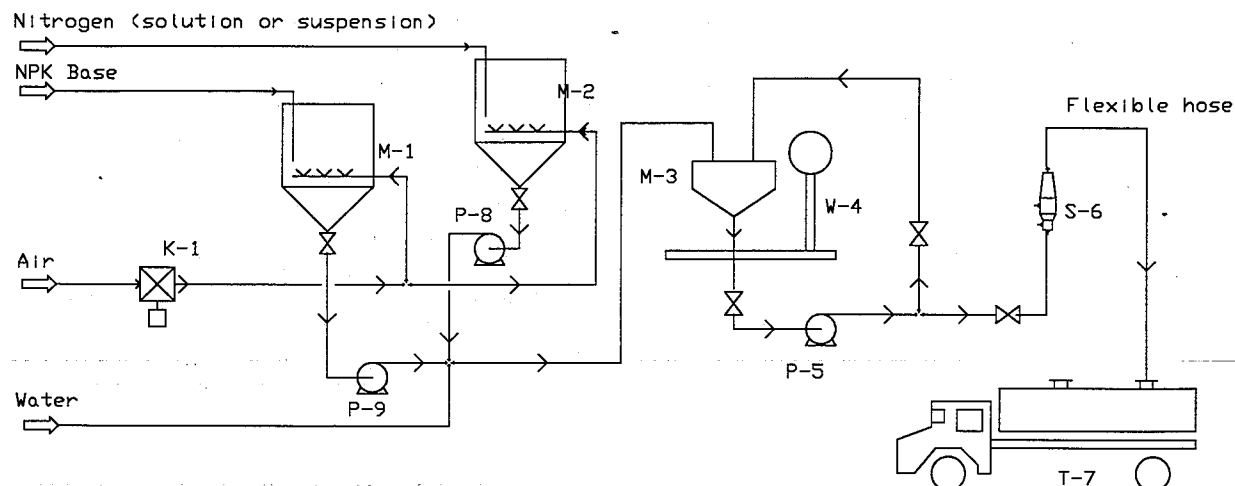 Nitrogen (solution or suspension)
NPK Base
M-2
Flexible hose
M-1
M-3
P-8
W-4
S-6
K-1
Air
P-5
P-9
Water
T-7